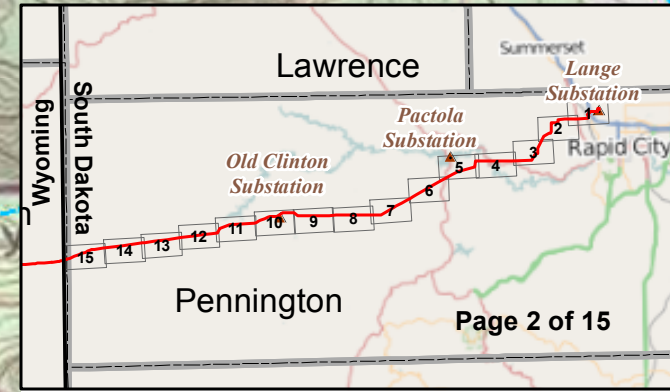 Summerset
Lawrence
Lange
Substation
Wyoming
South Dakota
Pactola
Substation
Rapid City
Old Clinton
Substation
1
2
3
4
5
6
7
8
9
10
11
12
13
14
15
Pennington
Page 2 of 15